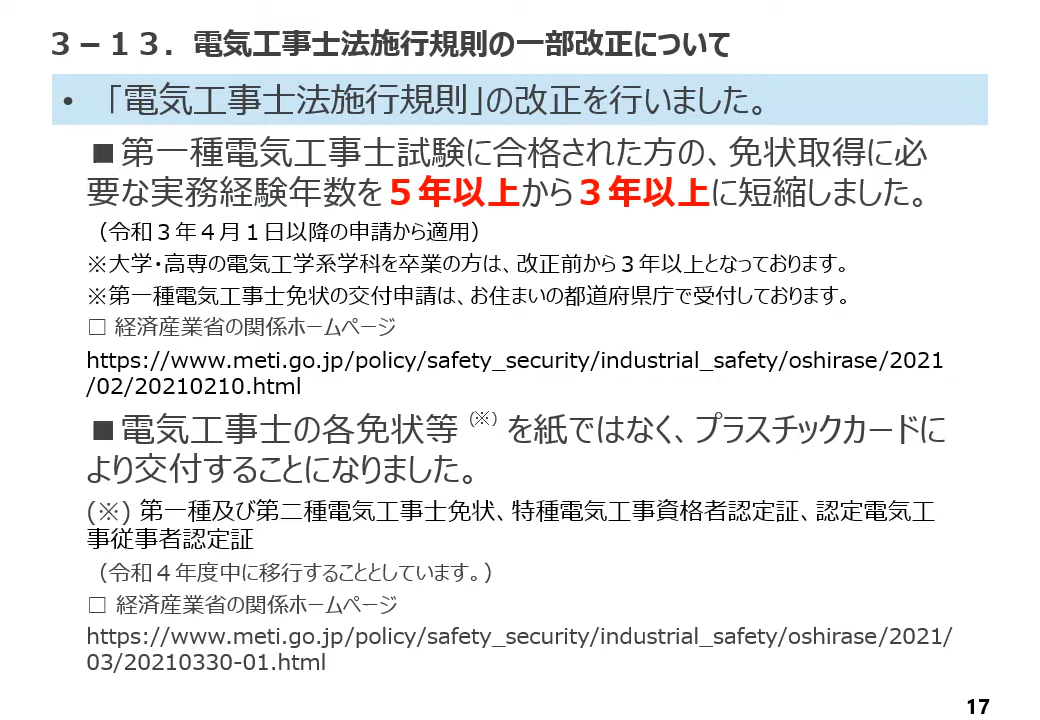 ３－１３．電気工事士法施行規則の一部改正について
• 「電気工事士法施行規則」の改正を行いました。
■第一種電気工事士試験に合格された方の、免状取得に必
要な実務経験年数を５年以上から３年以上に短縮しました。
（令和３年４月１日以降の申請から適用）
※大学・高専の電気工学系学科を卒業の方は、改正前から３年以上となっております。
※第一種電気工事士免状の交付申請は、お住まいの都道府県庁で受付しております。
□ 経済産業省の関係ホームページ
https://www.meti.go.jp/policy/safety_security/industrial_safety/oshirase/2021
/02/20210210.html
■電気工事士の各免状等（※）を紙ではなく、プラスチックカードに
より交付することになりました。
(※) 第一種及び第二種電気工事士免状、特種電気工事資格者認定証、認定電気工
事従事者認定証
（令和４年度中に移行することとしています。）
□ 経済産業省の関係ホームページ
https://www.meti.go.jp/policy/safety_security/industrial_safety/oshirase/2021/
03/20210330-01.html
17